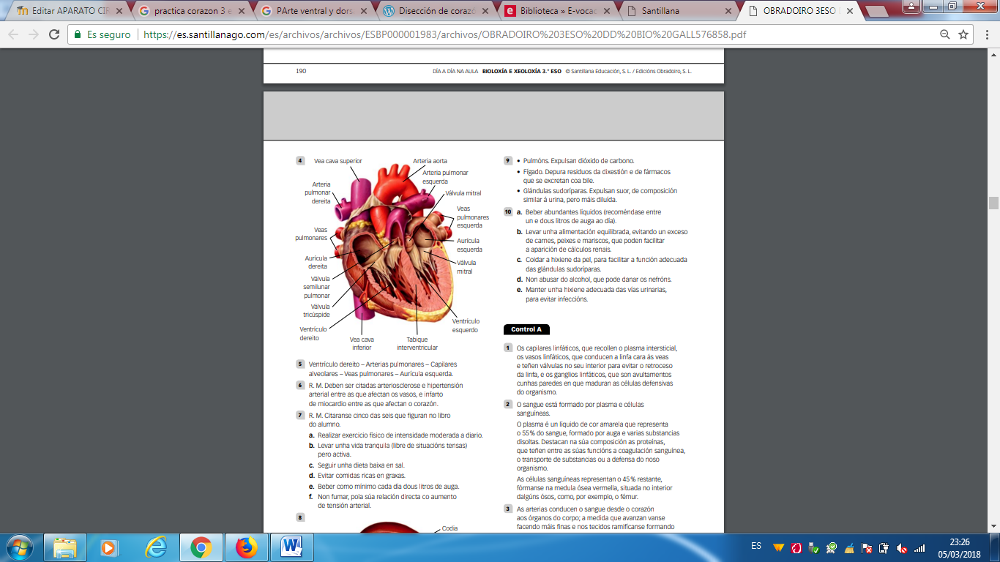 Editar APARATO CIR
practica corazon 3 e
PArte ventral y dors
Disección de corazó
Biblioteca » E-vocac
Santillana
OBRADOIRO 3ESO D
Es seguro
https://es.santillanago.com/es/archivos/archivos/ESBP000001983/archivos/OBRADOIRO%203ESO%20DD%20BIO%20GALL576858.pdf
190
DÍA A DÍA NA AULA BIOLOXÍA E XEOLOXÍA 3.º ESO © Santillana Educación, S. L. / Edicións Obradoiro, S. L.
4
Vea cava superior
Arteria aorta
Arteria pulmonar
esquerda
Arteria
pulmonar
dereita
Válvula mitral
Veas
pulmonares
esquerda
Veas
pulmonares
Aurícula
esquerda
Aurícula
dereita
Válvula
mitral
Válvula
semilunar
pulmonar
Válvula
tricúspide
Ventrículo
dereito
Ventrículo
esquerdo
Vea cava
inferior
Tabique
interventricular
5 Ventrículo dereito – Arterias pulmonares – Capilares
alveolares – Veas pulmonares – Aurícula esquerda.
6 R. M. Deben ser citadas arteriosclerose e hipertensión
arterial entre as que afectan os vasos, e infarto
de miocardio entre as que afectan o corazón.
7 R. M. Citaranse cinco das seis que figuran no libro
do alumno.
a. Realizar exercicio físico de intensidade moderada a diario.
b. Levar unha vida tranquila (libre de situacións tensas)
pero activa.
c. Seguir unha dieta baixa en sal.
d. Evitar comidas ricas en graxas.
e. Beber como mínimo cada día dous litros de auga.
f. Non fumar, pola súa relación directa co aumento
de tensión arterial.
8
Codia
9 • Pulmóns. Expulsan dióxido de carbono.
• Fígado. Depura residuos da dixestión e de fármacos
que se excretan coa bile.
• Glándulas sudoríparas. Expulsan suor, de composición
similar á urina, pero máis diluída.
10 a. Beber abundantes líquidos (recoméndase entre
un e dous litros de auga ao día).
b. Levar unha alimentación equilibrada, evitando un exceso
de carnes, peixes e mariscos, que poden facilitar
a aparición de cálculos renais.
c. Coidar a hixiene da pel, para facilitar a función adecuada
das glándulas sudoríparas.
d. Non abusar do alcohol, que pode danar os nefróns.
e. Manter unha hixiene adecuada das vías urinarias,
para evitar infeccións.
Control A
1 Os capilares linfáticos, que recollen o plasma intersticial,
os vasos linfáticos, que conducen a linfa cara ás veas
e teñen válvulas no seu interior para evitar o retroceso
da linfa, e os ganglios linfáticos, que son avultamentos
cunhas paredes en que maduran as células defensivas
do organismo.
2 O sangue está formado por plasma e células
sanguíneas.
O plasma é un líquido de cor amarela que representa
o 55 % do sangue, formado por auga e varias substancias
disoltas. Destacan na súa composición as proteínas,
que teñen entre as súas funcións a coagulación sanguínea,
o transporte de substancias ou a defensa do noso
organismo.
As células sanguíneas representan o 45 % restante,
fórmanse na medula ósea vermella, situada no interior
dalgúns ósos, como, por exemplo, o fémur.
3 As arterias conducen o sangue desde o corazón
aos órganos do corpo; a medida que avanzan vanse
facendo máis finas e nos tecidos ramifícanse formando
ES
23:26
05/03/2018